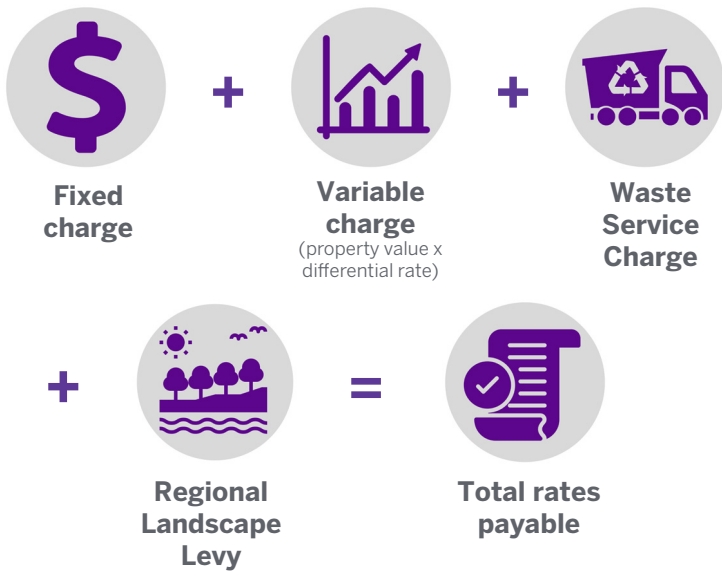 $
+
+
Fixed
charge
Variable
charge
(property value x
differential rate)
Waste
Service
Charge
+
=
Regional
Landscape
Levy
Total rates
payable